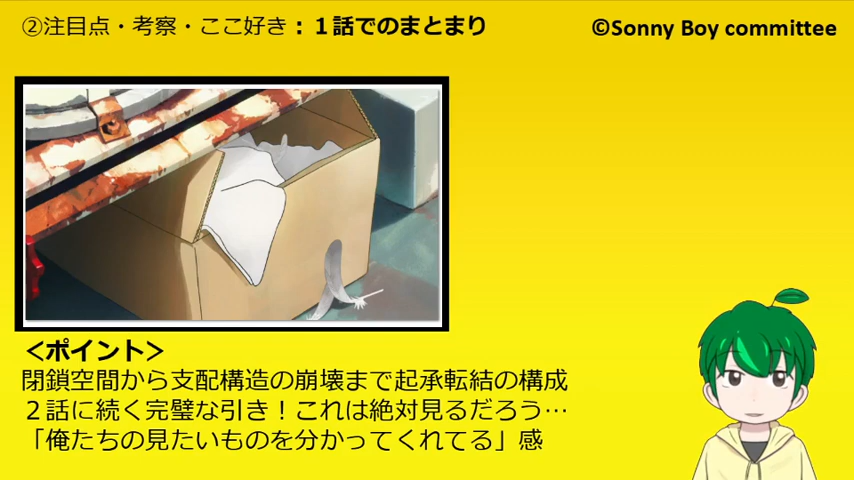 ②注目点・考察・ここ好き：１話でのまとまり
©Sonny Boy committee
＜ポイント＞
閉鎖空間から支配構造の崩壊まで起承転結の構成
２話に続く完璧な引き！これは絶対見るだろう…
「俺たちの見たいものを分かってくれてる」感